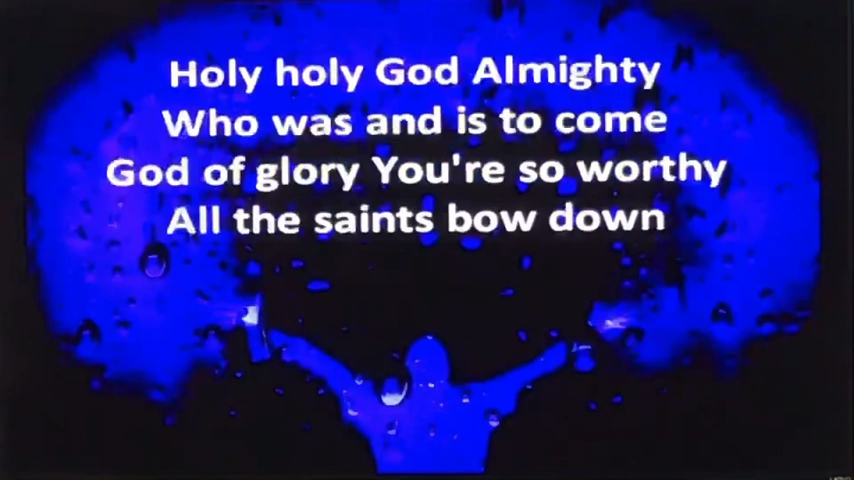 Holy holy God Almighty
Who was and is to come
God of glory You're so worthy
All the saints bow down